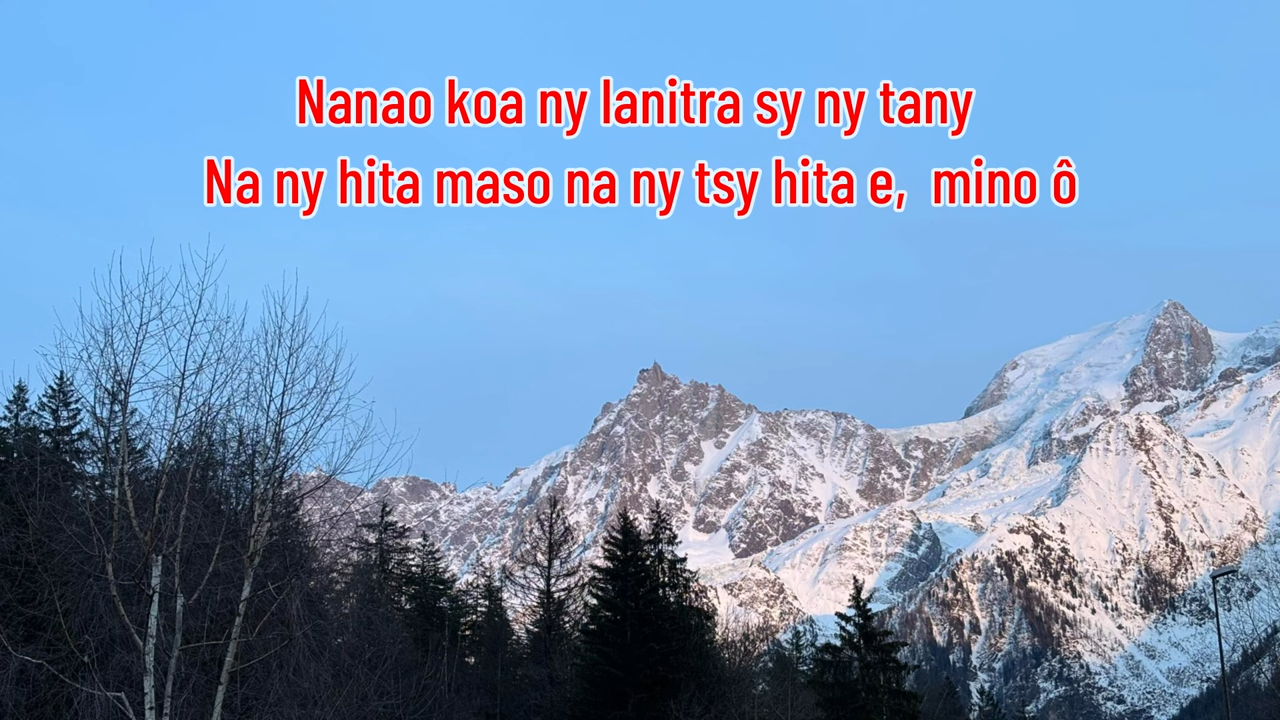 Nanao koa ny lanitra sy ny tany
Na ny hita maso na ny tsy hita e,  mino ô